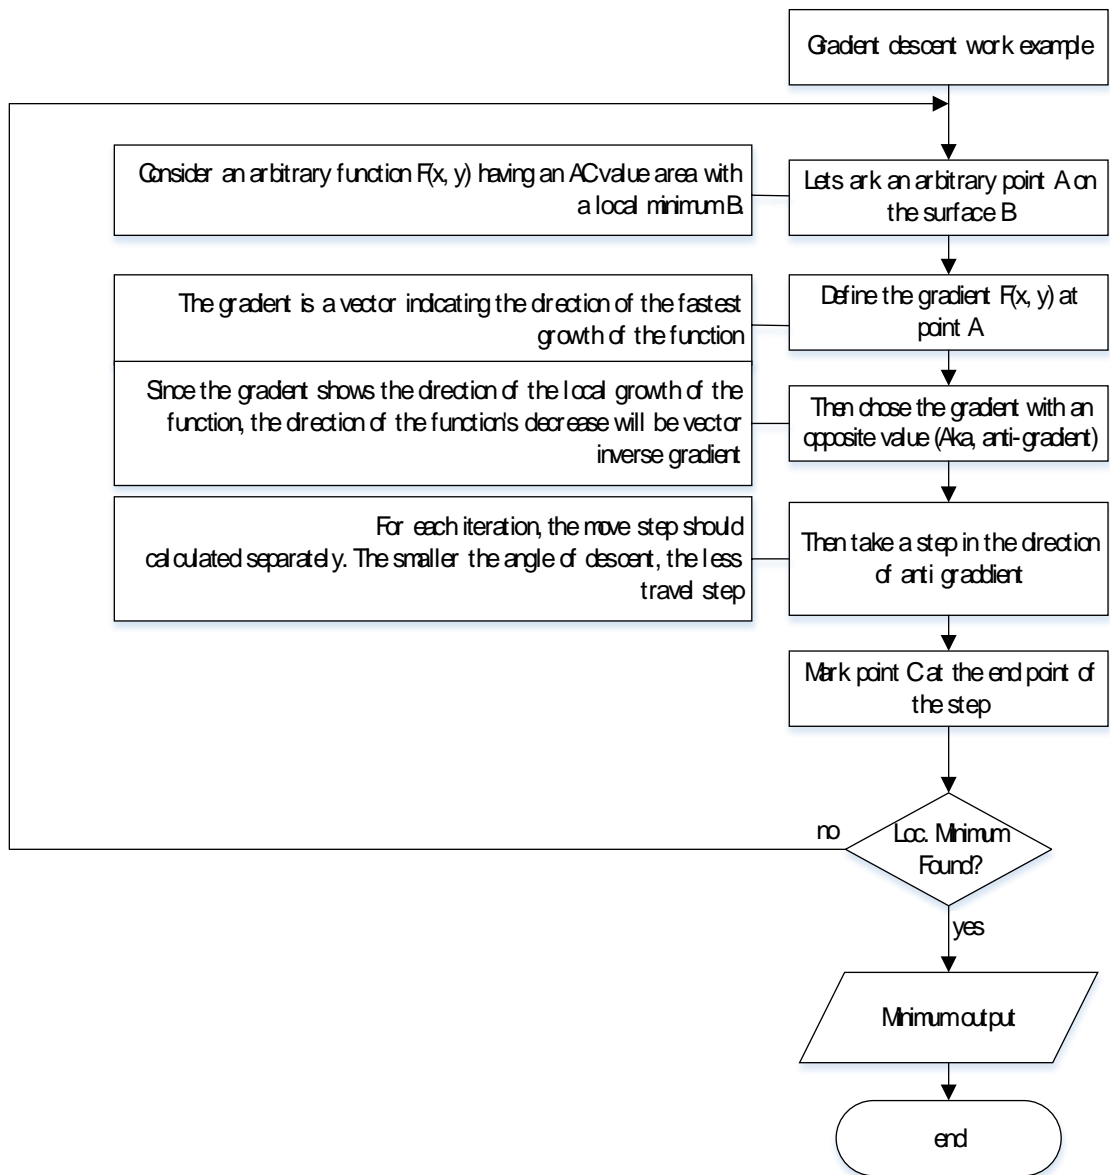 Gradient descent work example
Consider an arbitrary function F(x, y) having an AC value area with
a local minimum B.
Lets ark an arbitrary point A on
the surface B
The gradient is a vector indicating the direction of the fastest
growth of the function
Define the gradient F(x, y) at
point A
Since the gradient shows the direction of the local growth of the
function, the direction of the function's decrease will be vector
inverse gradient
Then chose the gradient with an
opposite value (Aka, anti-gradient)
For each iteration, the move step should
calculated separately. The smaller the angle of descent, the less
travel step
Then take a step in the direction
of anti graddient
Mark point C at the end point of
the step
no
Loc. Minimum
Found?
yes
Minimum output
end